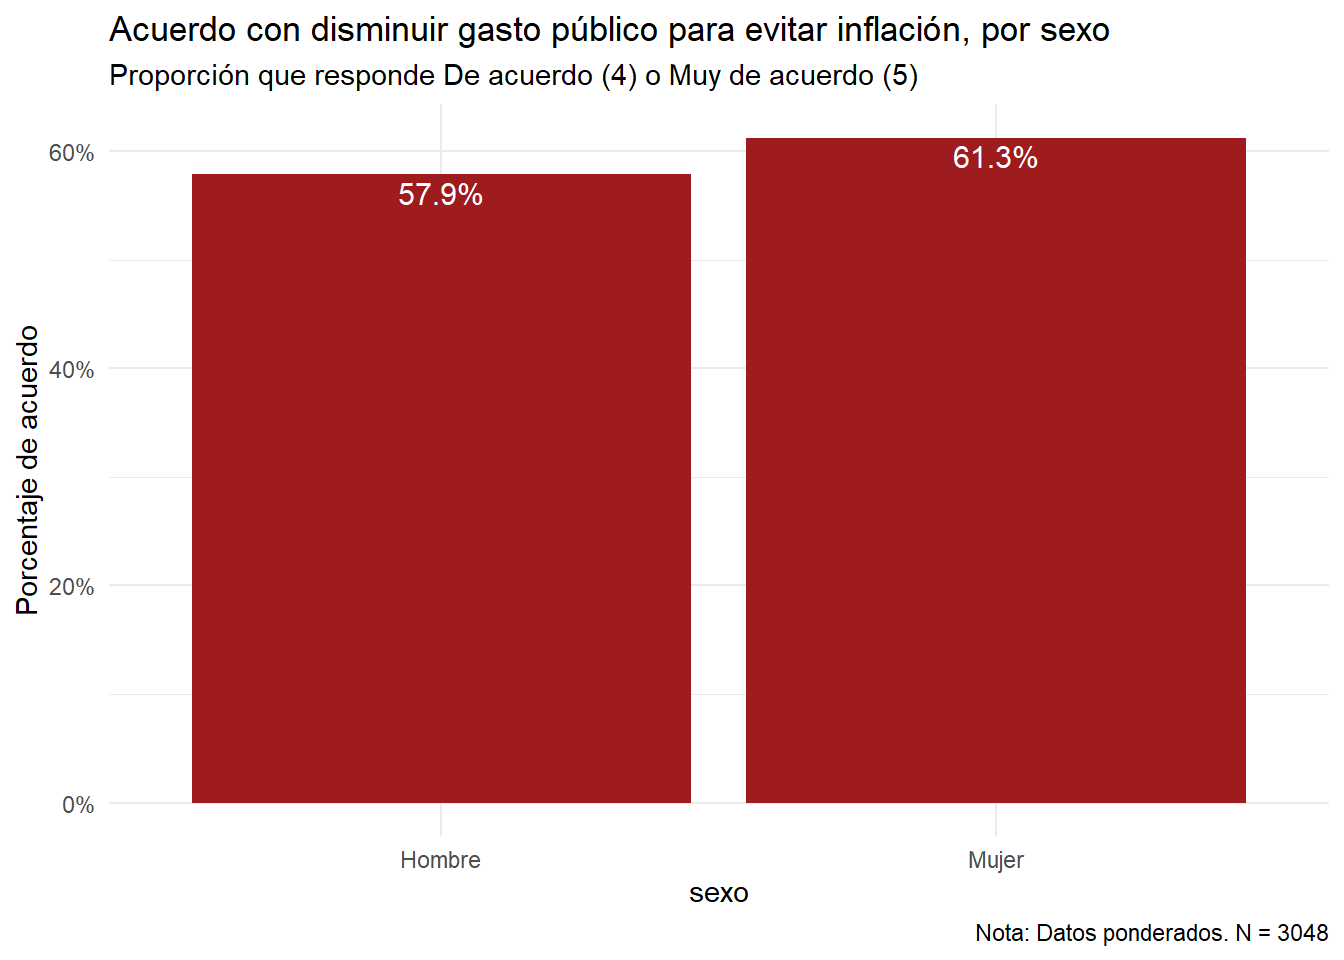 Acuerdo con disminuir gasto público para evitar inflación, por sexo
Proporción que responde De acuerdo (4) o Muy de acuerdo (5)
Porcentaje de acuerdo
60%
40%
20%
0%
57.9%
61.3%
Hombre
Mujer
sexo
Nota: Datos ponderados. N = 3048